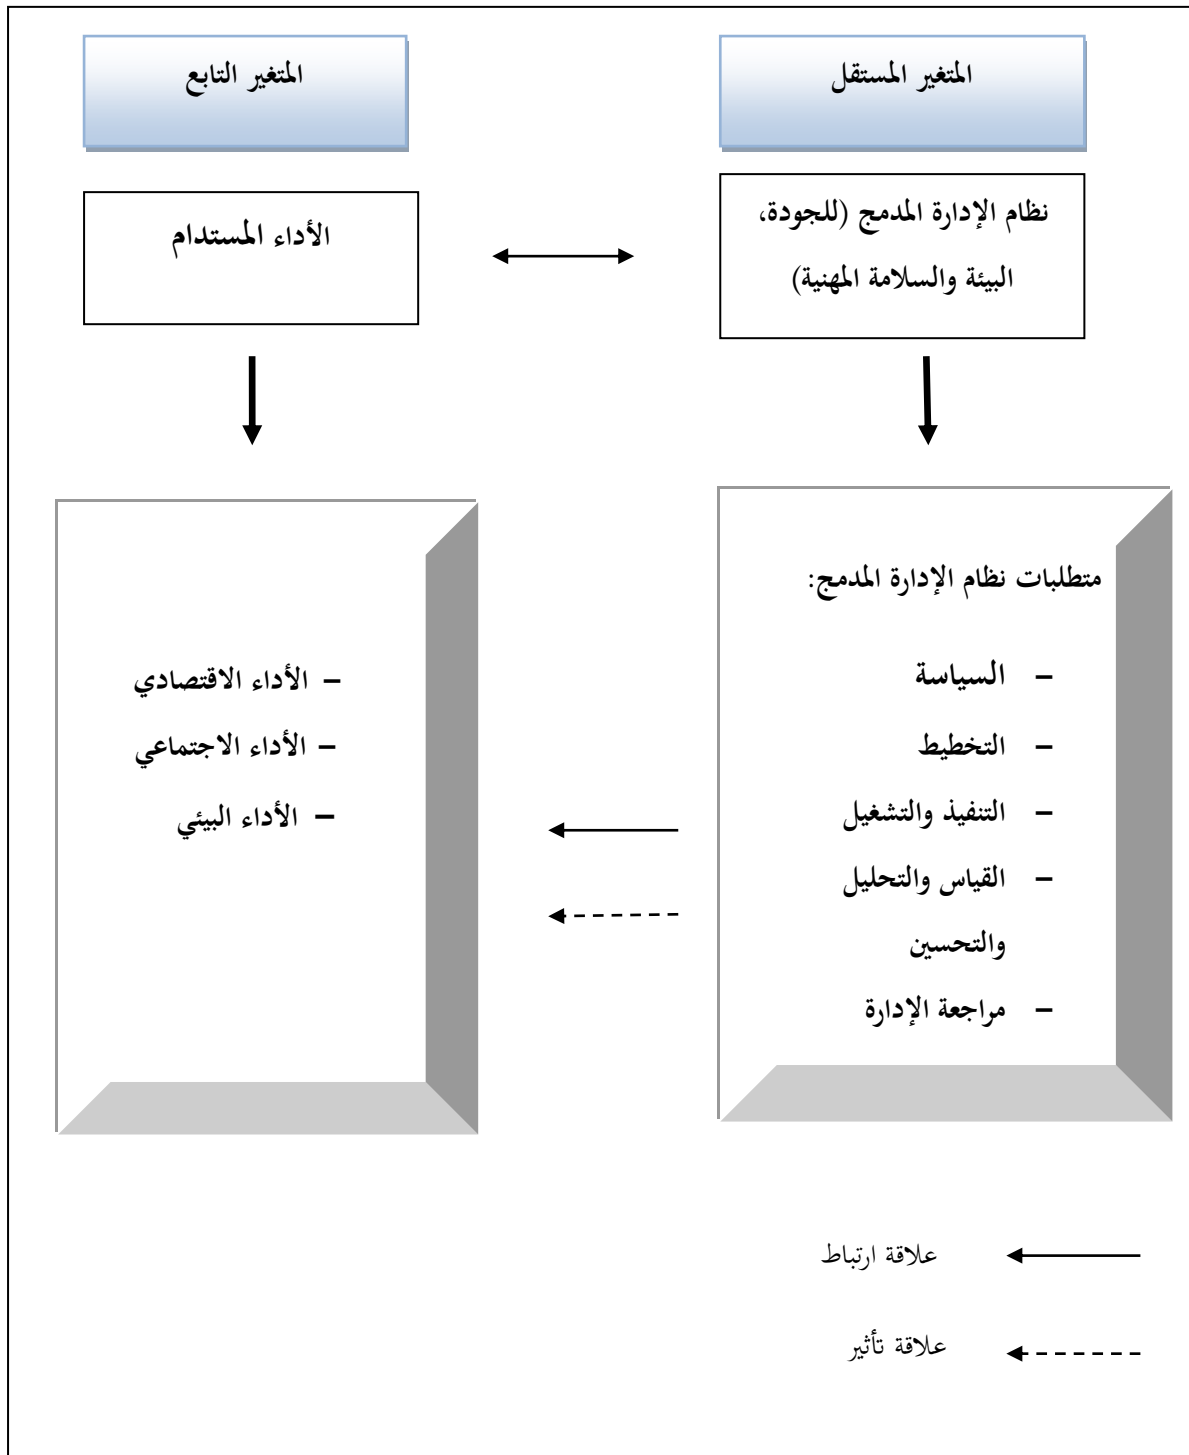 المتغير المستقل
المتغير التابع
نظام الإدارة المدمج (للجودة،
البيئة والسلامة المهنية)
الأداء المستدام
متطلبات نظام الإدارة المدمج:
– السياسة
– التخطيط
– التنفيذ والتشغيل
– القياس والتحليل
والتحسين
– مراجعة الإدارة
– الأداء الاقتصادي
– الأداء الاجتماعي
– الأداء البيئي
علاقة ارتباط
علاقة تأثير